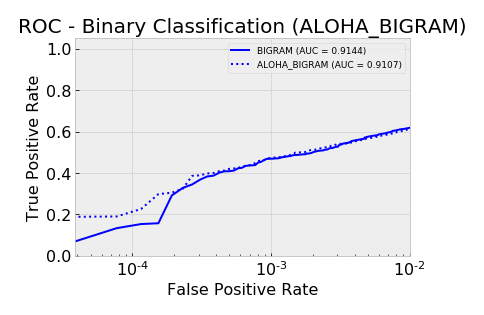 ROC - Binary Classification (ALOHA_BIGRAM)
BIGRAM (AUC = 0.9144)
ALOHA_BIGRAM (AUC = 0.9107)
True Positive Rate
1.0
0.8
0.6
0.4
0.2
0.0
10⁻⁴
10⁻³
10⁻²
False Positive Rate